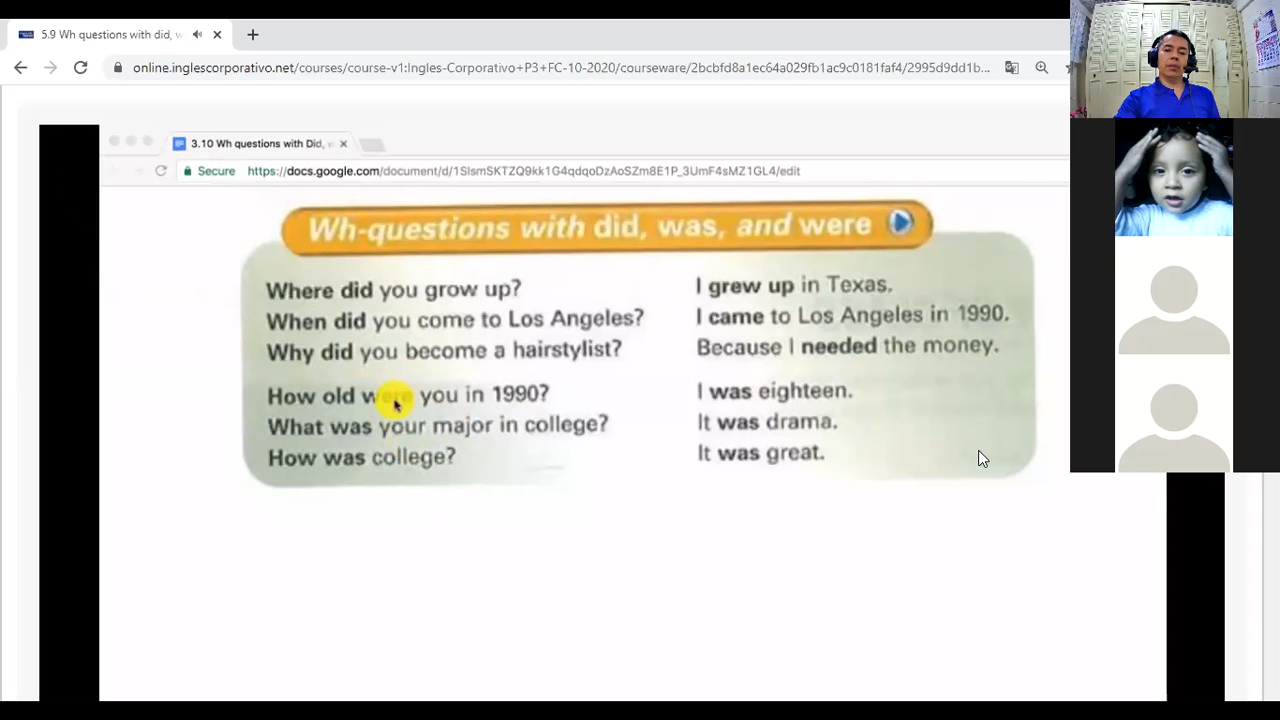 5.9 Wh questions with did, w
online.inglescorporativo.net/courses/course-v1:Ingles-Corporativo+P3+FC-10-2020/courseware/2bcbfdb31ec64a029fb1ac9c0181faf4/2995d9dd1b...
3.10 Wh questions with Did, w
Secure https://docs.google.com/document/d/1SlsmSKTZQ9kk1G4qdqoDzAoSZm8E1P_3UmF4sMZ1GL4/edit
Wh-questions with did, was, and were
Where did you grow up? I grew up in Texas.
When did you come to Los Angeles? I came to Los Angeles in 1990.
Why did you become a hairstylist? Because I needed the money.
How old were you in 1990? I was eighteen.
What was your major in college? It was drama.
How was college? It was great.